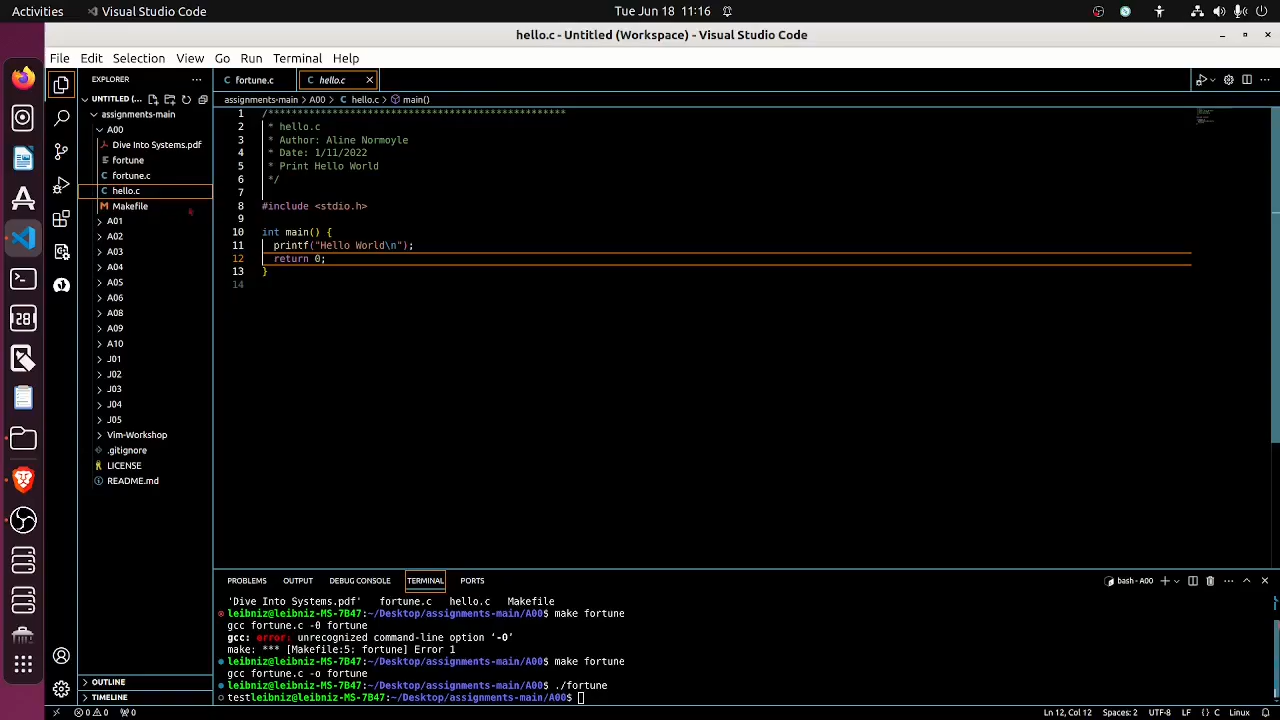 Activities
Visual Studio Code
Tue Jun 18 11:16
hello.c - Untitled (Workspace) - Visual Studio Code
File Edit Selection View Go Run Terminal Help
EXPLORER
fortune.c
hello.c
UNTITLED (...
assignments-main > A00 > C hello.c > main()
assignments-main
A00
Dive Into Systems.pdf
fortune
fortune.c
hello.c
Makefile
A01
A02
A03
A04
A05
A06
A08
A09
A10
J01
J02
J03
J04
J05
Vim-Workshop
.gitignore
LICENSE
README.md
OUTLINE
TIMELINE
1 /***************************************************
2 * hello.c
3 * Author: Aline Normoyle
4 * Date: 1/11/2022
5 * Print Hello World
6 */
7
8 #include <stdio.h>
9
10 int main() {
11 printf("Hello World\n");
12 return 0;
13 }
14
PROBLEMS OUTPUT DEBUG CONSOLE TERMINAL PORTS
bash - A00
'Dive Into Systems.pdf' fortune.c hello.c Makefile
leibniz@leibniz-MS-7B47:~/Desktop/assignments-main/A00$ make fortune
gcc fortune.c -0 fortune
gcc: error: unrecognized command-line option ‘-0’
make: *** [Makefile:5: fortune] Error 1
leibniz@leibniz-MS-7B47:~/Desktop/assignments-main/A00$ make fortune
gcc fortune.c -o fortune
leibniz@leibniz-MS-7B47:~/Desktop/assignments-main/A00$ ./fortune
testleibniz@leibniz-MS-7B47:~/Desktop/assignments-main/A00$
0 0 0
Ln 12, Col 12 Spaces: 2 UTF-8 LF {} C Linux